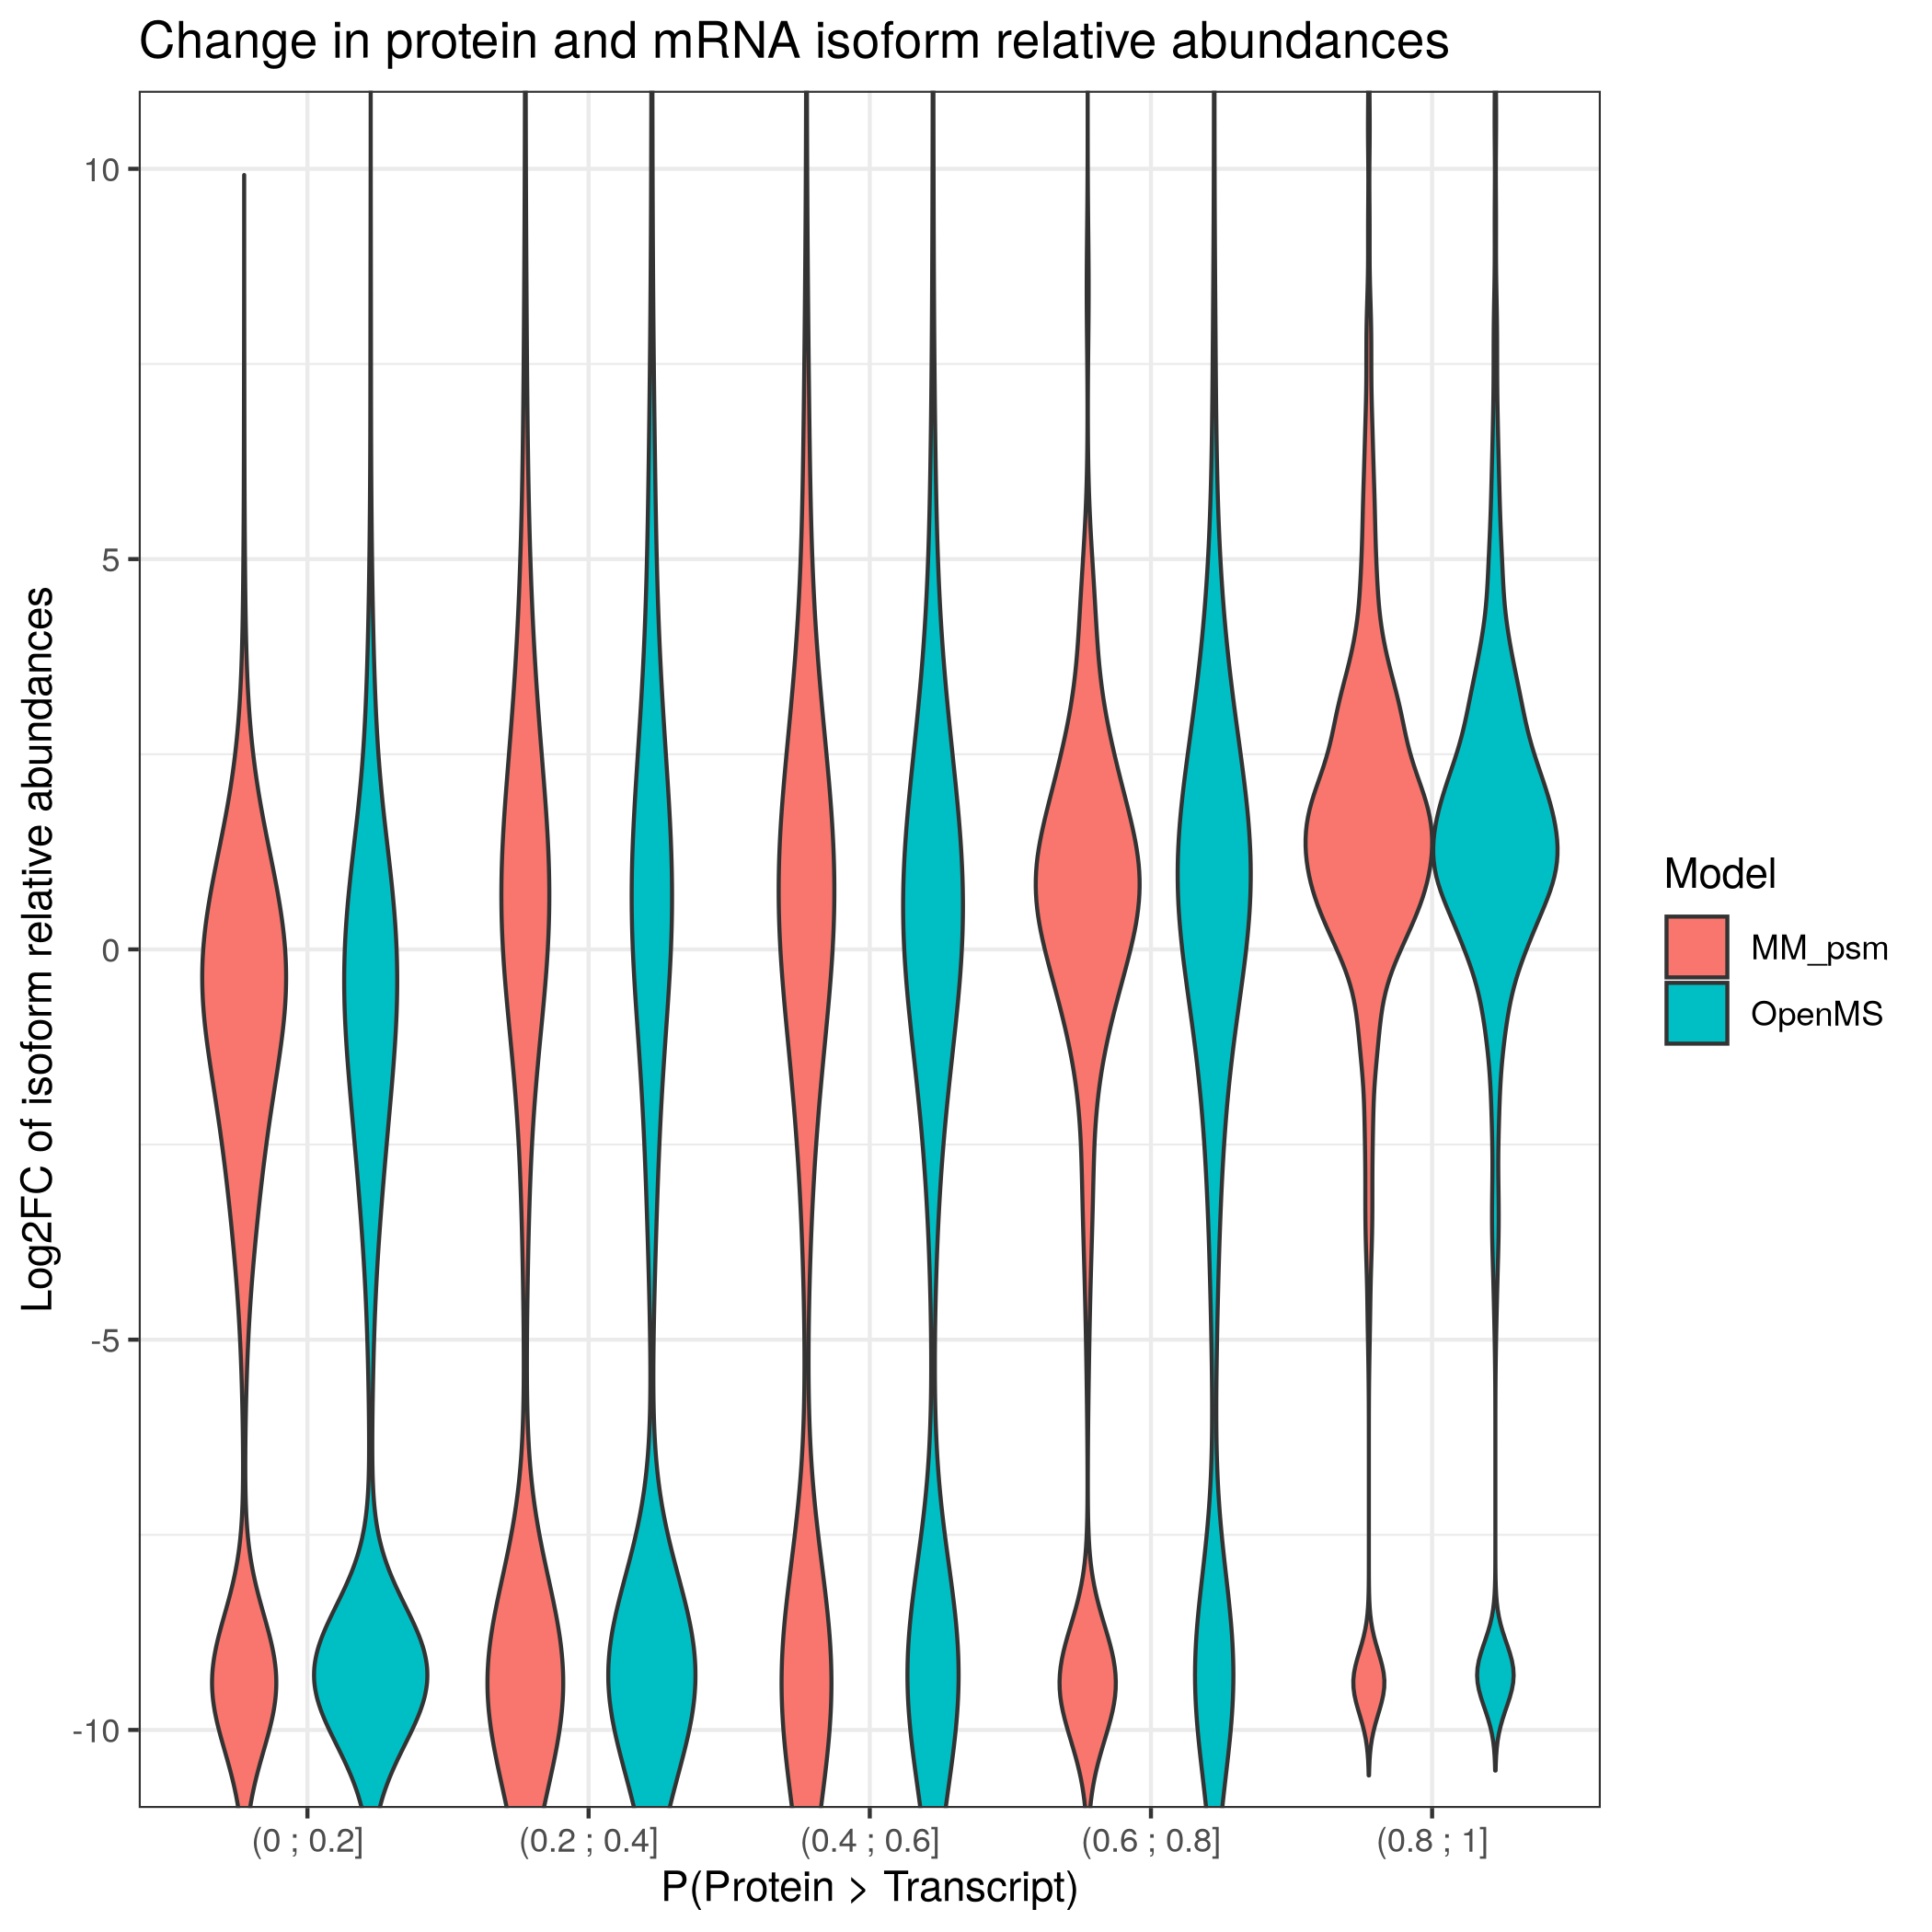 Change in protein and mRNA isoform relative abundances
Log2FC of isoform relative abundances
10
5
0
-5
-10
(0 ; 0.2]
(0.2 ; 0.4]
(0.4 ; 0.6]
(0.6 ; 0.8]
(0.8 ; 1]
P(Protein > Transcript)
Model
MM_psm
OpenMS